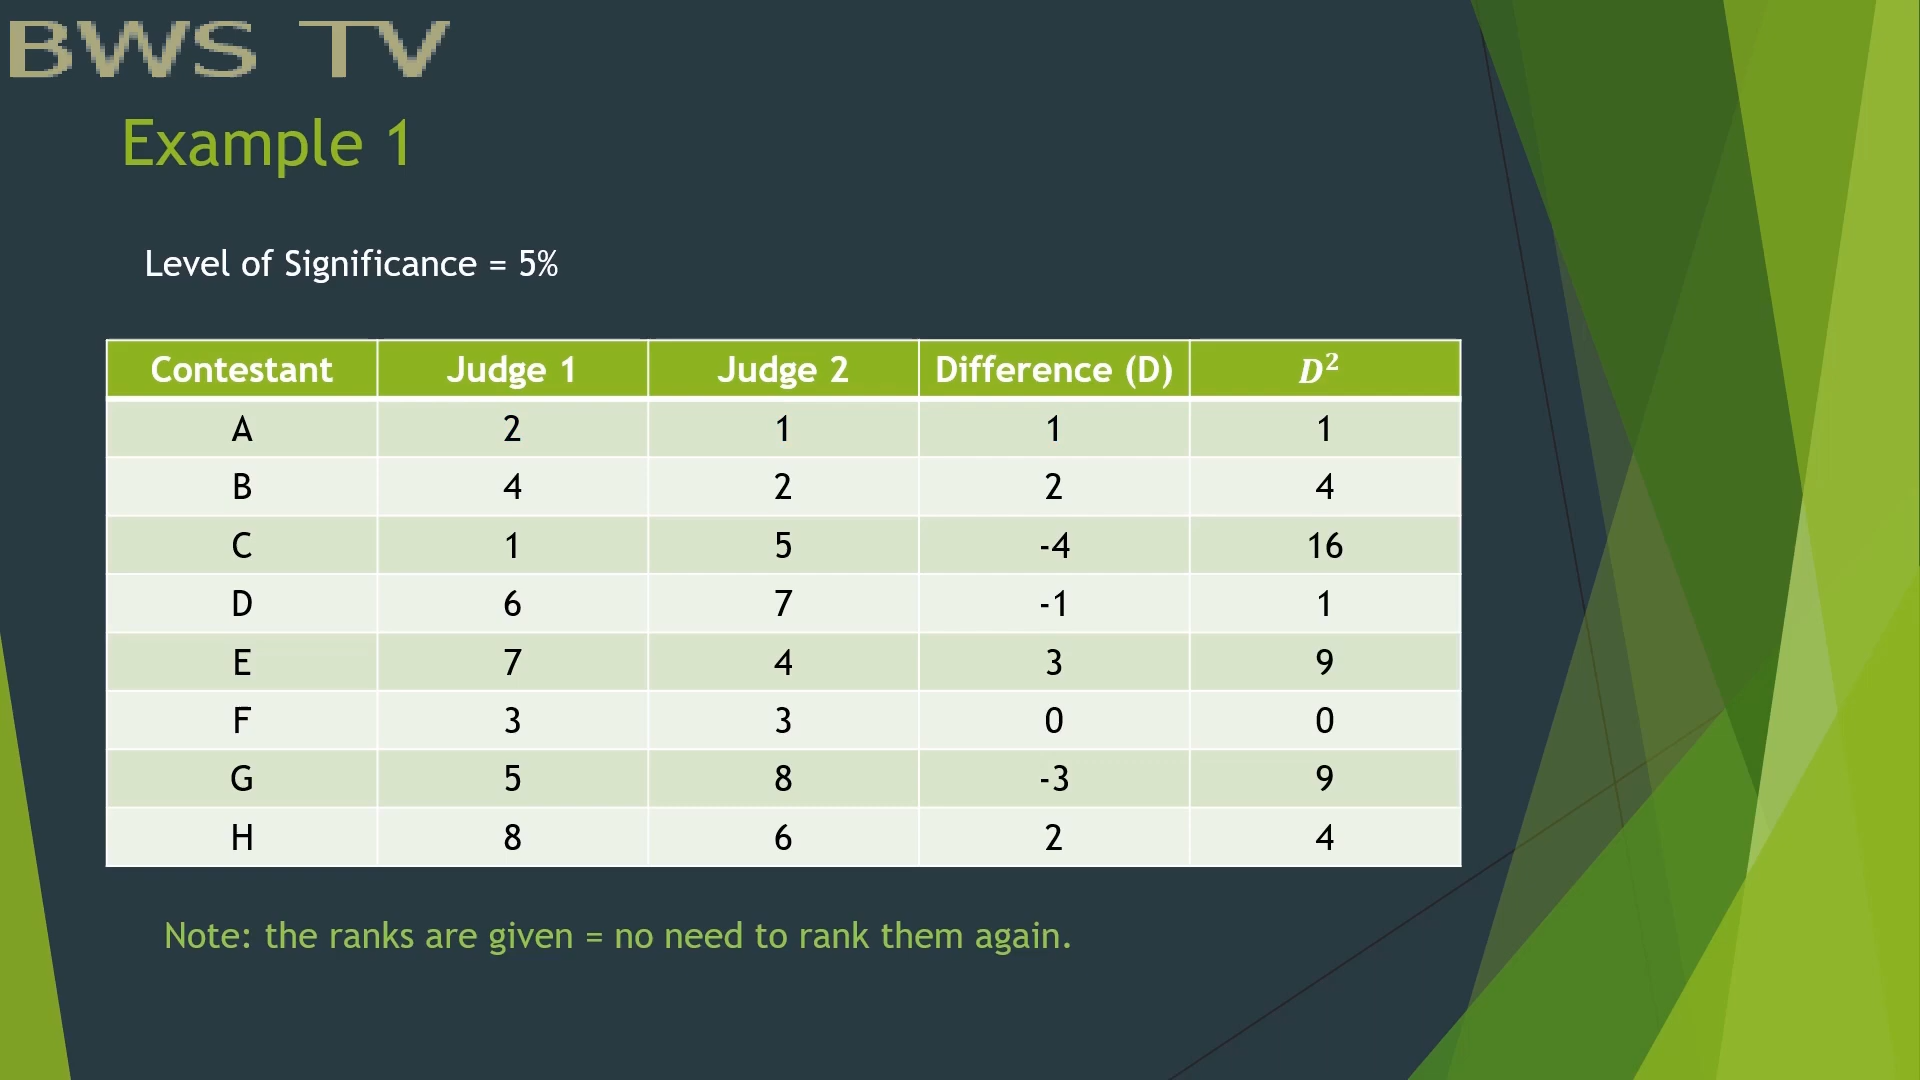 BWS TV
Example 1
Level of Significance = 5%
Contestant Judge 1 Judge 2 Difference (D) D²
A 2 1 1 1
B 4 2 2 4
C 1 5 -4 16
D 6 7 -1 1
E 7 4 3 9
F 3 3 0 0
G 5 8 -3 9
H 8 6 2 4
Note: the ranks are given = no need to rank them again.